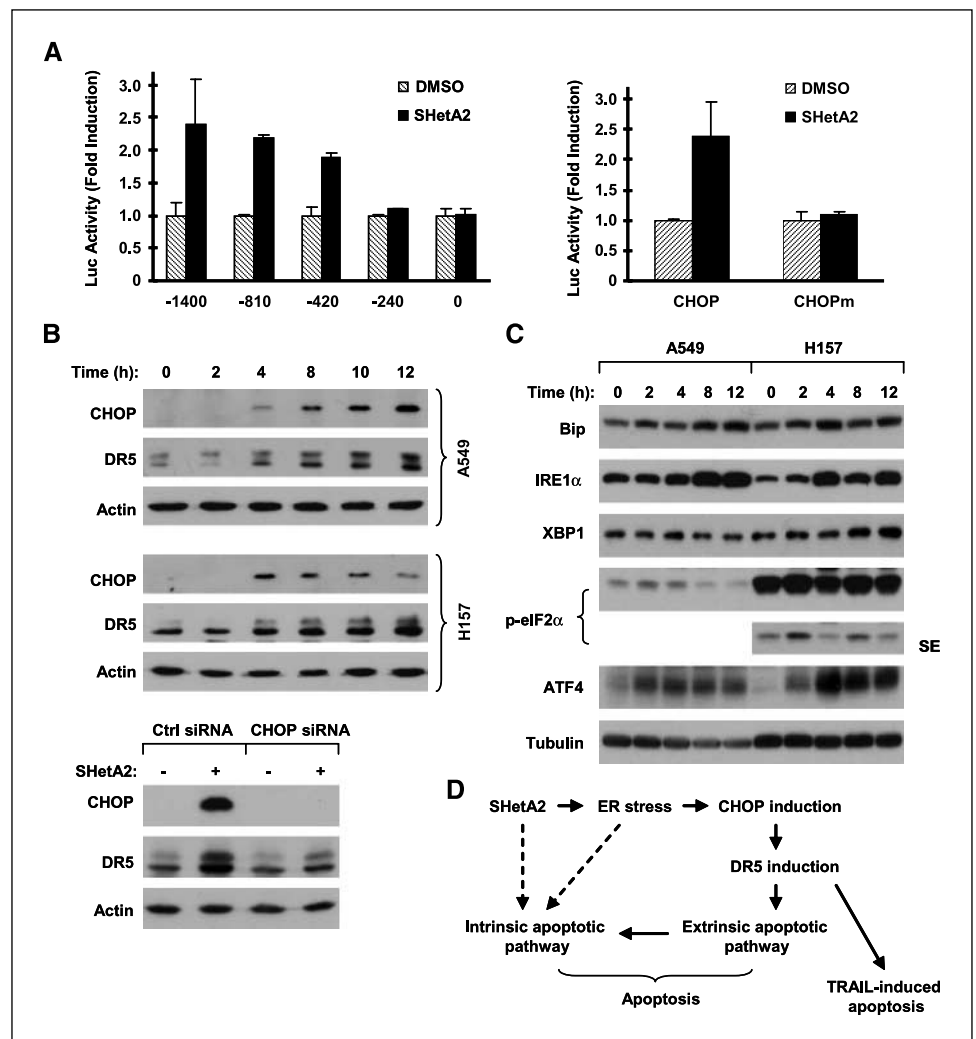 A
Luc Activity (Fold Induction)
3.0
2.5
2.0
1.5
1.0
0.5
0
DMSO
SHetA2
-1400 -810 -420 -240 0
Luc Activity (Fold Induction)
3.0
2.5
2.0
1.5
1.0
0.5
0
DMSO
SHetA2
CHOP CHOPm
B
Time (h): 0 2 4 8 10 12
CHOP
DR5
Actin
A549
CHOP
DR5
Actin
H157
Ctrl siRNA CHOP siRNA
SHetA2: - + - +
CHOP
DR5
Actin
C
A549 H157
Time (h): 0 2 4 8 12 0 2 4 8 12
Bip
IRE1α
XBP1
p-eIF2α
SE
ATF4
Tubulin
D
SHetA2 ER stress CHOP induction
DR5 induction
Intrinsic apoptotic
pathway
Extrinsic apoptotic
pathway
Apoptosis
TRAIL-induced
apoptosis